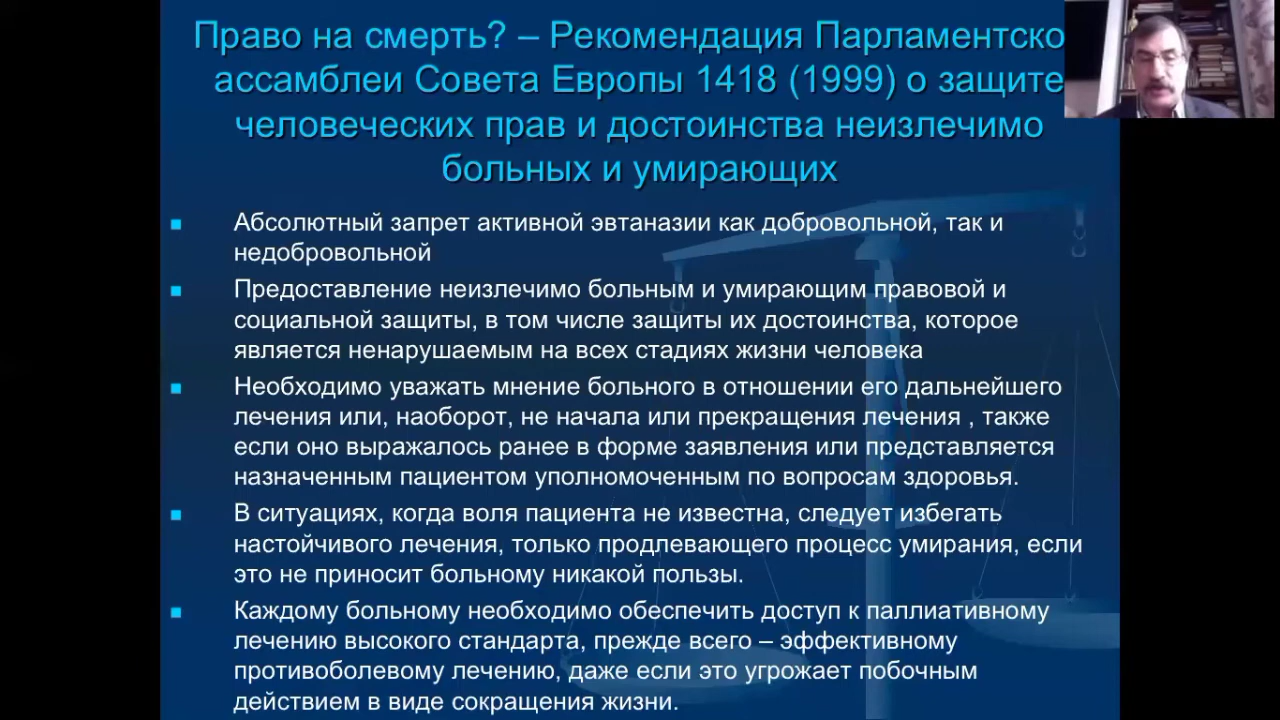 Право на смерть? – Рекомендация Парламентско
ассамблеи Совета Европы 1418 (1999) о защите
человеческих прав и достоинства неизлечимо
больных и умирающих
Абсолютный запрет активной эвтаназии как добровольной, так и
недобровольной
Предоставление неизлечимо больным и умирающим правовой и
социальной защиты, в том числе защиты их достоинства, которое
является ненарушаемым на всех стадиях жизни человека
Необходимо уважать мнение больного в отношении его дальнейшего
лечения или, наоборот, не начала или прекращения лечения , также
если оно выражалось ранее в форме заявления или представляется
назначенным пациентом уполномоченным по вопросам здоровья.
В ситуациях, когда воля пациента не известна, следует избегать
настойчивого лечения, только продлевающего процесс умирания, если
это не приносит больному никакой пользы.
Каждому больному необходимо обеспечить доступ к паллиативному
лечению высокого стандарта, прежде всего – эффективному
противоболевому лечению, даже если это угрожает побочным
действием в виде сокращения жизни.